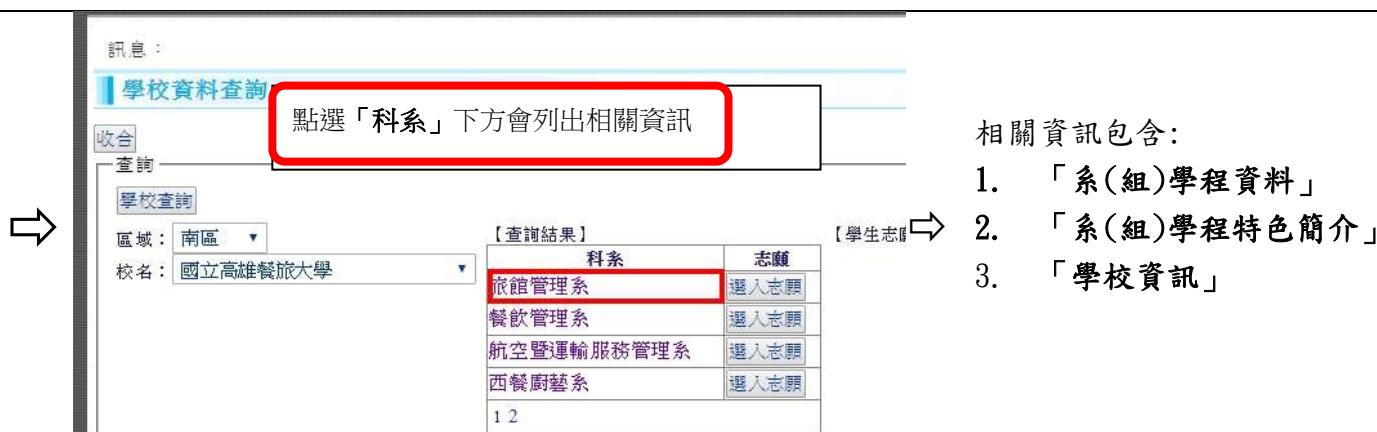 訊息：
學校資料查詢
點選「科系」下方會列出相關資訊
收合
查詢
學校查詢
區域：南區
校名：國立高雄餐旅大學
【查詢結果】
科系 志願
旅館管理系 選入志願
餐飲管理系 選入志願
航空暨運輸服務管理系 選入志願
西餐廚藝系 選入志願
1 2
【學生志
⇨
⇨
相關資訊包含:
1. 「系(組)學程資料」
2. 「系(組)學程特色簡介」
3. 「學校資訊」